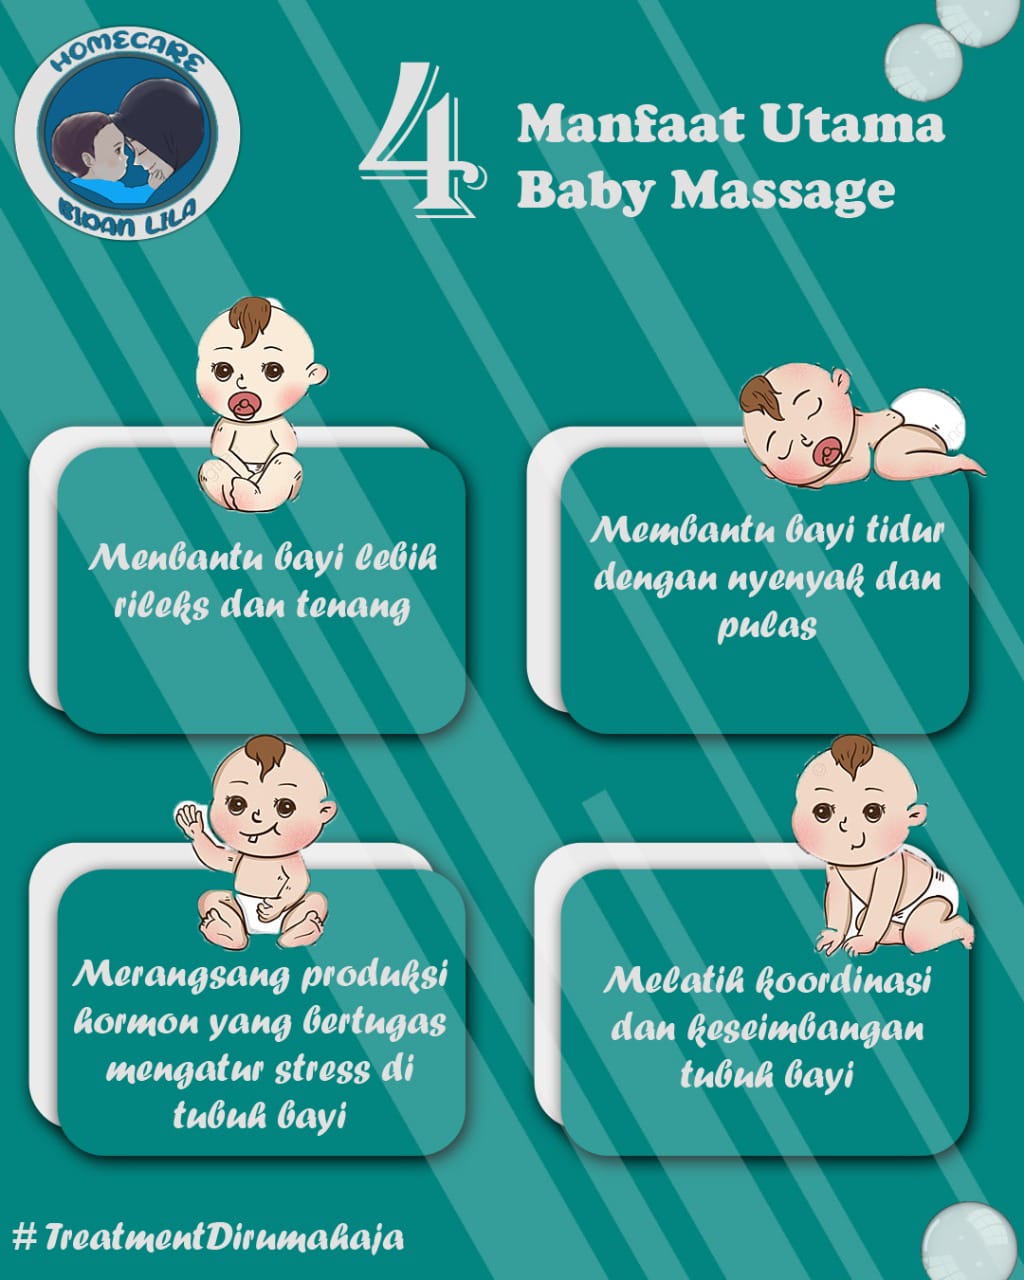 HOMECARE
BIDAN LILA
4
Manfaat Utama
Baby Massage
Menbantu bayi lebih
rileks dan tenang
Membantu bayi tidur
dengan nyenyak dan
pulas
Merangsang produksi
hormon yang bertugas
mengatur stress di
tubuh bayi
Melatih koordinasi
dan keseimbangan
tubuh bayi
# TreatmentDirumahaja